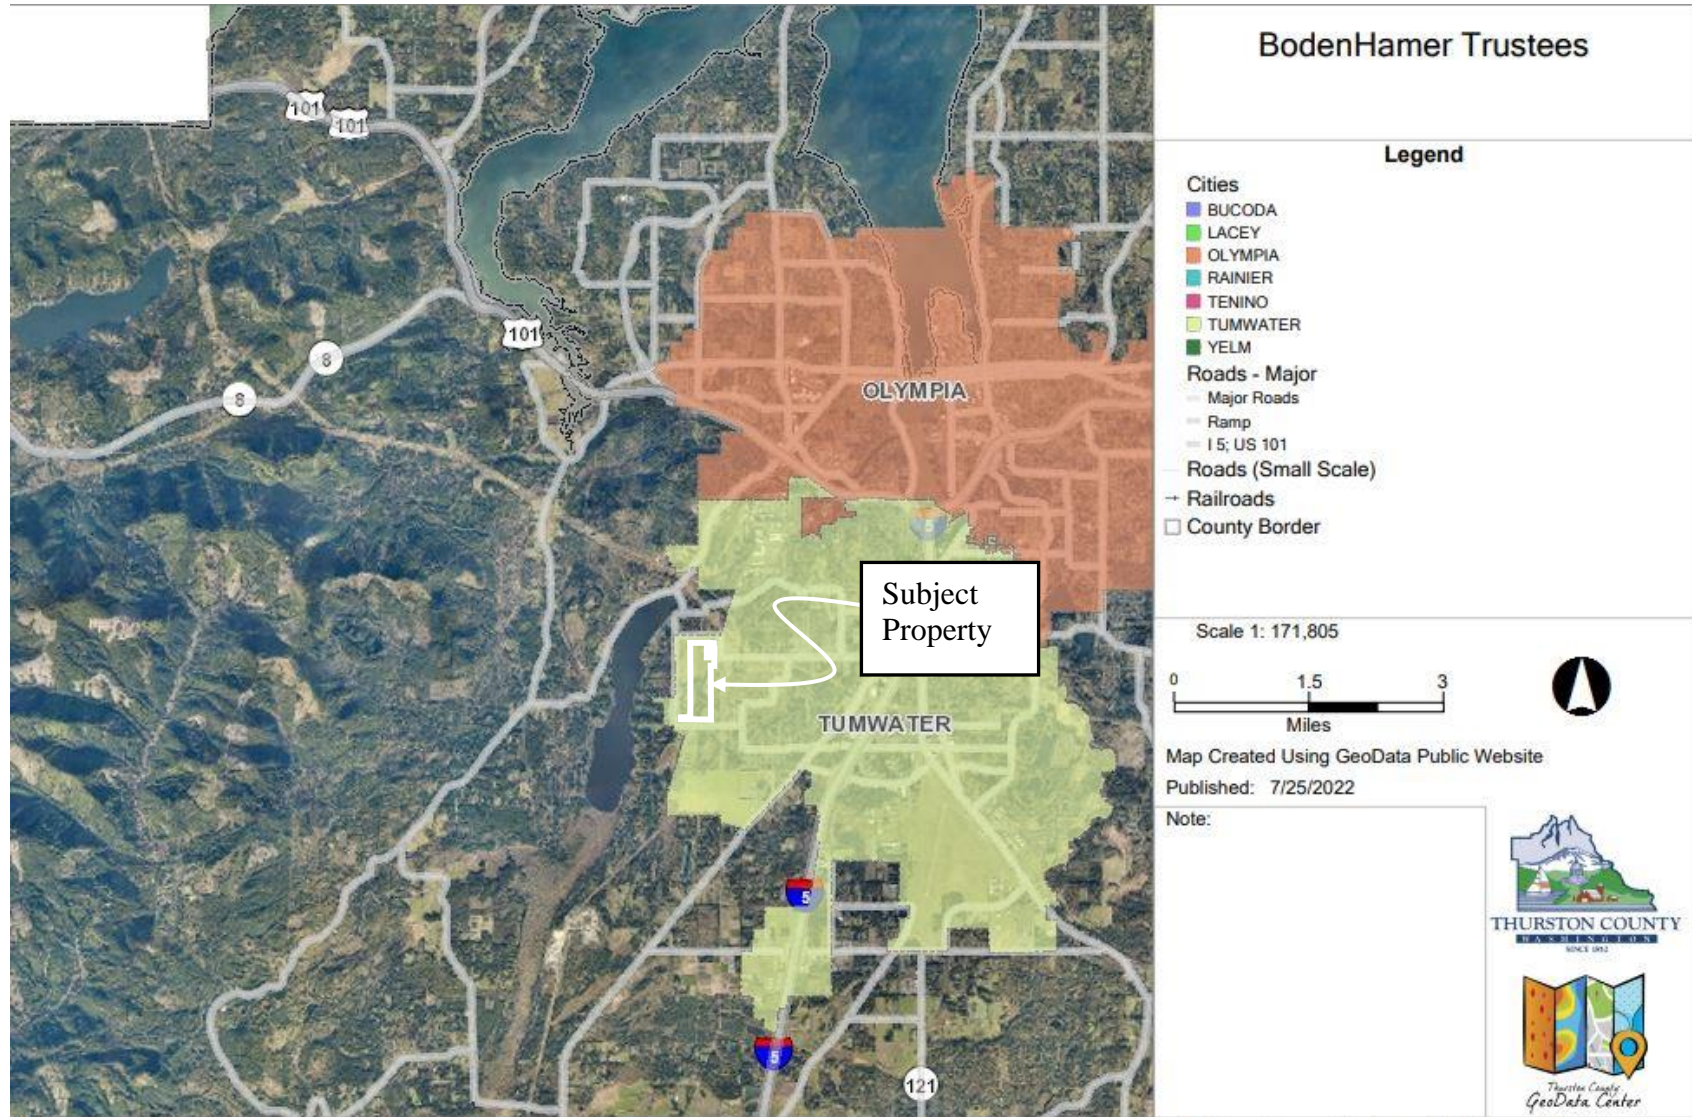 BodenHamer Trustees
Legend
Cities
BUCODA
LACEY
OLYMPIA
RAINIER
TENINO
TUMWATER
YELM
Roads - Major
Major Roads
Ramp
I 5; US 101
Roads (Small Scale)
Railroads
County Border
Scale 1: 171,805
0 1.5 3
Miles
Map Created Using GeoData Public Website
Published: 7/25/2022
Note:
THURSTON COUNTY
WASHINGTON
SINCE 1852
Thurston County
GeoData Center
101
101
101
8
8
OLYMPIA
5
Subject
Property
TUMWATER
5
5
121